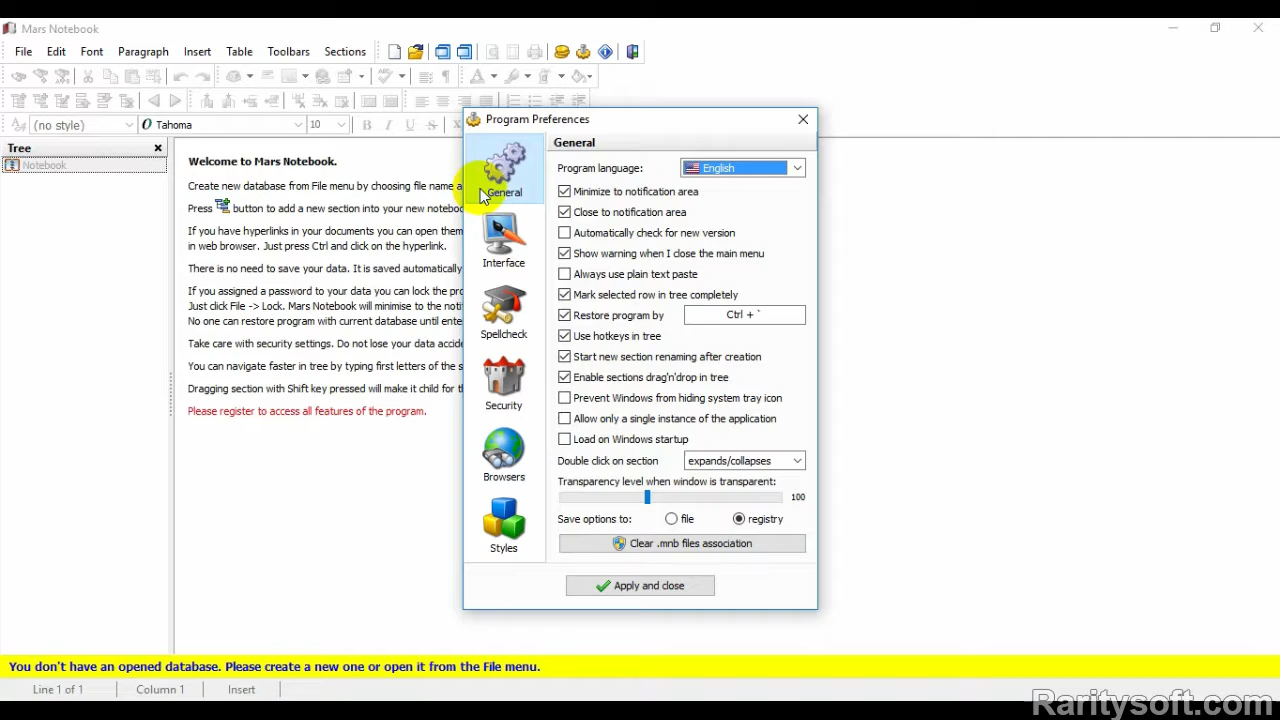 Mars Notebook
File Edit Font Paragraph Insert Table Toolbars Sections
(no style) Tahoma 10 B I U S
Tree
Notebook
Welcome to Mars Notebook.
Create new database from File menu by choosing file name a
Press button to add a new section into your new noteboo
If you have hyperlinks in your documents you can open them
in web browser. Just press Ctrl and click on the hyperlink.
There is no need to save your data. It is saved automatically
If you assigned a password to your data you can lock the pro
Just click File -> Lock. Mars Notebook will minimise to the noti
No one can restore program with current database until ente
Take care with security settings. Do not lose your data accide
You can navigate faster in tree by typing first letters of the s
Dragging section with Shift key pressed will make it child for t
Please register to access all features of the program.
Program Preferences
General
Interface
Spellcheck
Security
Browsers
Styles
General
Program language: English
Minimize to notification area
Close to notification area
Automatically check for new version
Show warning when I close the main menu
Always use plain text paste
Mark selected row in tree completely
Restore program by Ctrl + `
Use hotkeys in tree
Start new section renaming after creation
Enable sections drag'n'drop in tree
Prevent Windows from hiding system tray icon
Allow only a single instance of the application
Load on Windows startup
Double click on section expands/collapses
Transparency level when window is transparent:
100
Save options to: file registry
Clear .mnb files association
Apply and close
You don't have an opened database. Please create a new one or open it from the File menu.
Line 1 of 1 Column 1 Insert
Raritysoft.com